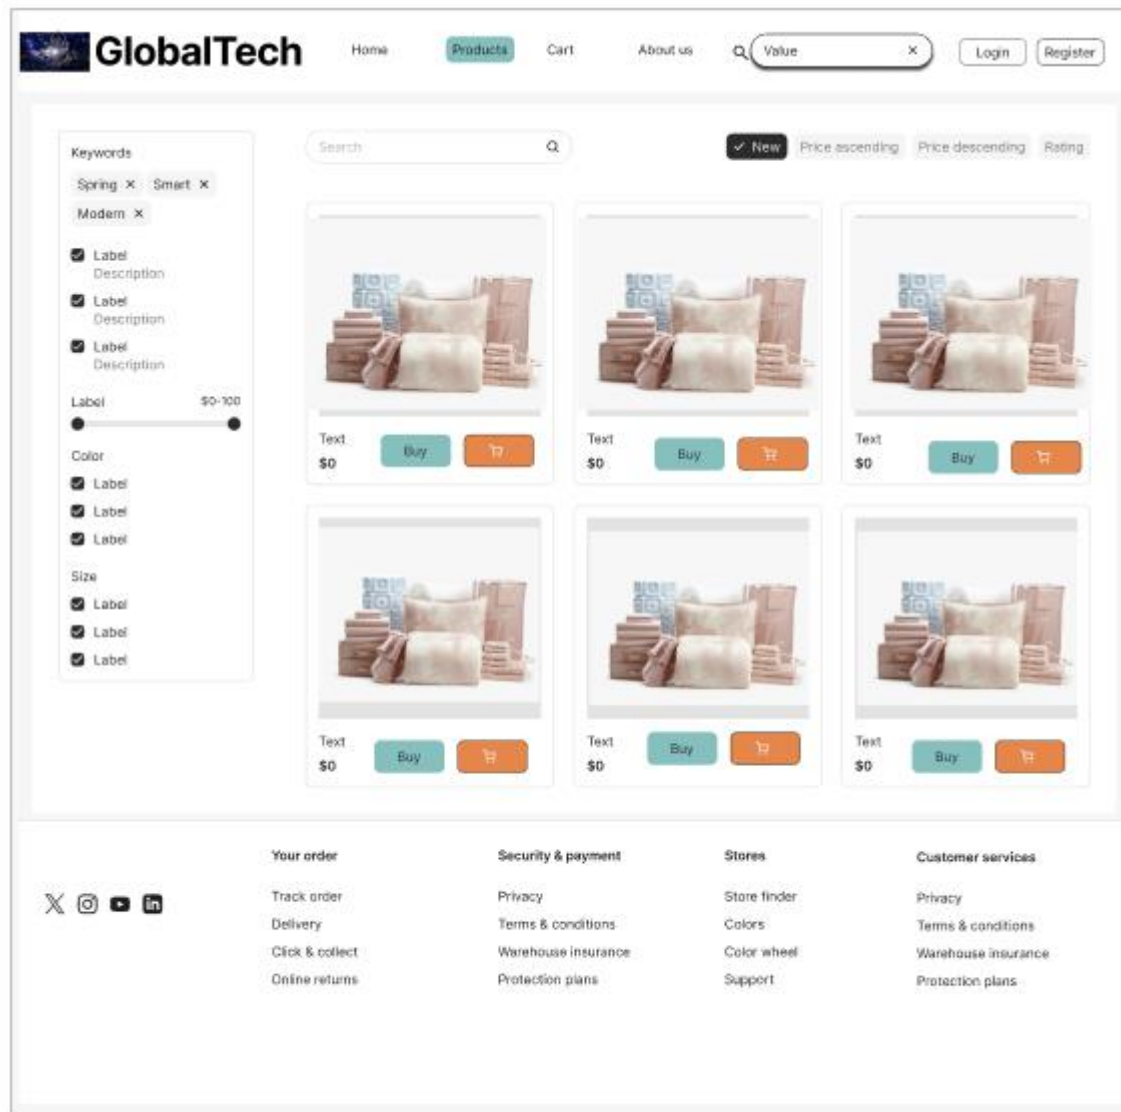 GlobalTech Home Products Cart About us Value × Login Register
Keywords
Spring × Smart ×
Modern ×
Label
Description
Label
Description
Label
Description
Label $0-100
Color
Label
Label
Label
Size
Label
Label
Label
Search
✓ New Price ascending Price descending Rating
Text
$0
Buy
Text
$0
Buy
Text
$0
Buy
Text
$0
Buy
Text
$0
Buy
Text
$0
Buy
Your order
Track order
Delivery
Click & collect
Online returns
Security & payment
Privacy
Terms & conditions
Warehouse insurance
Protection plans
Stores
Store finder
Colors
Color wheel
Support
Customer services
Privacy
Terms & conditions
Warehouse insurance
Protection plans